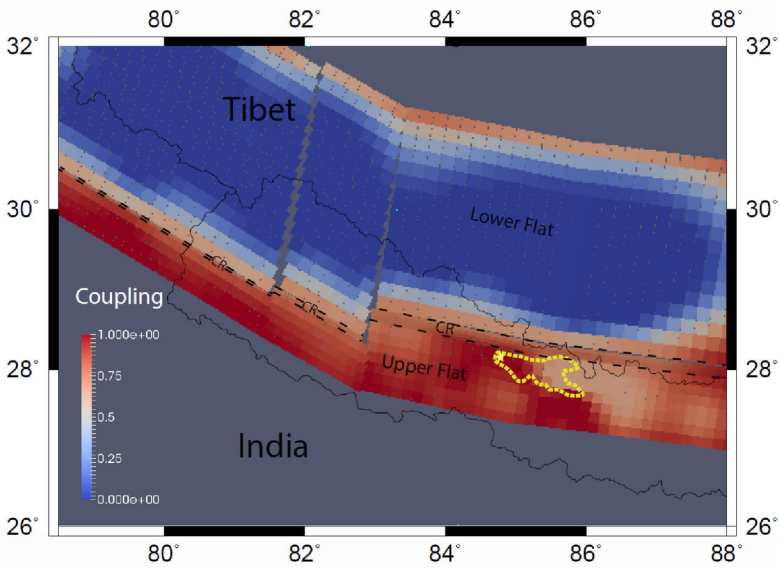 80° 82° 84° 86° 88°
32° 32°
Tibet
30° 30°
Lower Flat
CR
Coupling
CR
CR
1.000e+00
28° 28°
Upper Flat
0.75
0.5
India
0.25
0.000e+00
26° 26°
80° 82° 84° 86° 88°